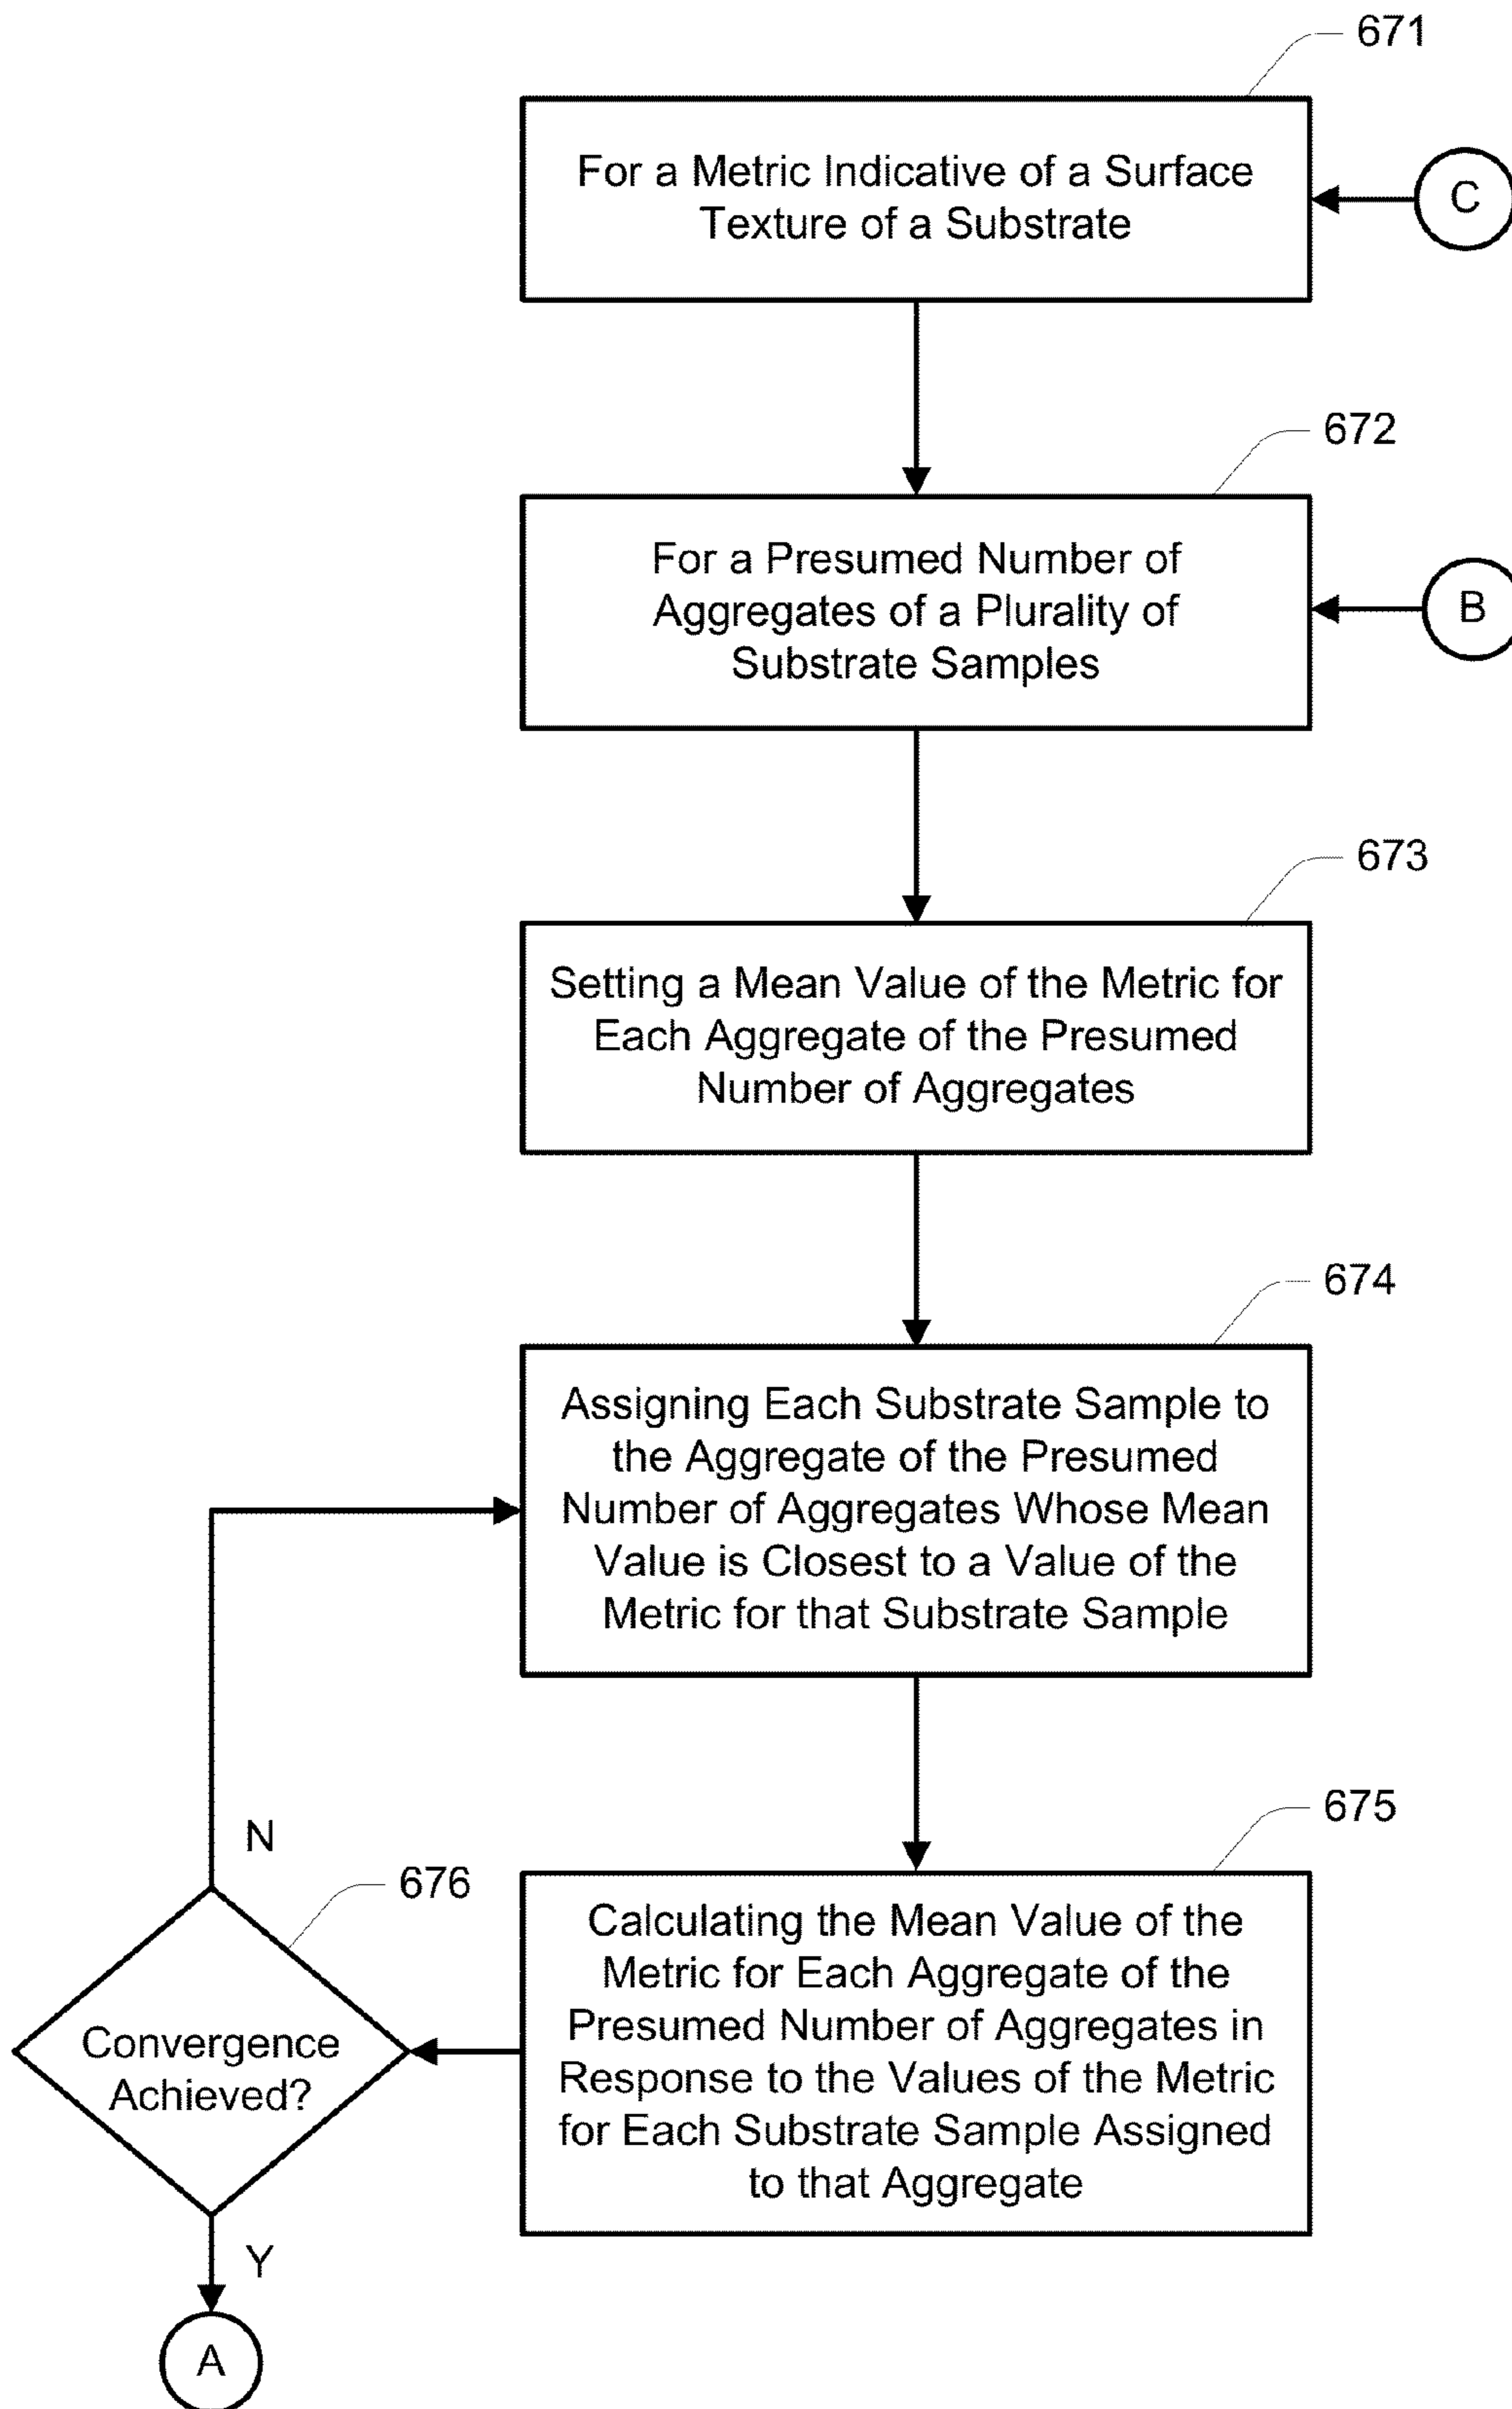 671
For a Metric Indicative of a Surface
Texture of a Substrate
C
672
For a Presumed Number of
Aggregates of a Plurality of
Substrate Samples
B
673
Setting a Mean Value of the Metric for
Each Aggregate of the Presumed
Number of Aggregates
674
Assigning Each Substrate Sample to
the Aggregate of the Presumed
Number of Aggregates Whose Mean
Value is Closest to a Value of the
Metric for that Substrate Sample
675
Calculating the Mean Value of the
Metric for Each Aggregate of the
Presumed Number of Aggregates in
Response to the Values of the Metric
for Each Substrate Sample Assigned
to that Aggregate
N
676
Convergence
Achieved?
Y
A